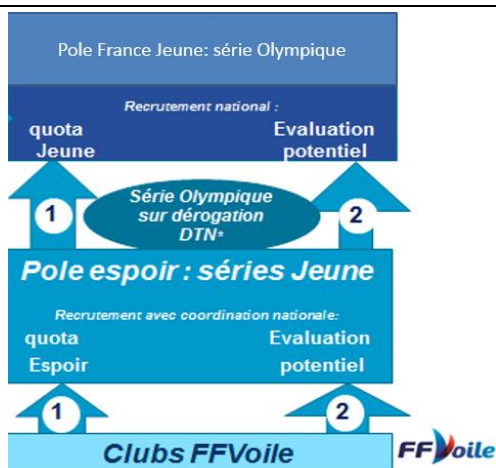 Pole France Jeune: série Olympique
Recrutement national :
quota Evaluation
Jeune potentiel
Série Olympique
1 sur dérogation 2
DTN*
Pole espoir : séries Jeune
Recrutement avec coordination nationale:
quota Evaluation
Espoir potentiel
1 2
Clubs FFVoile FFVoile